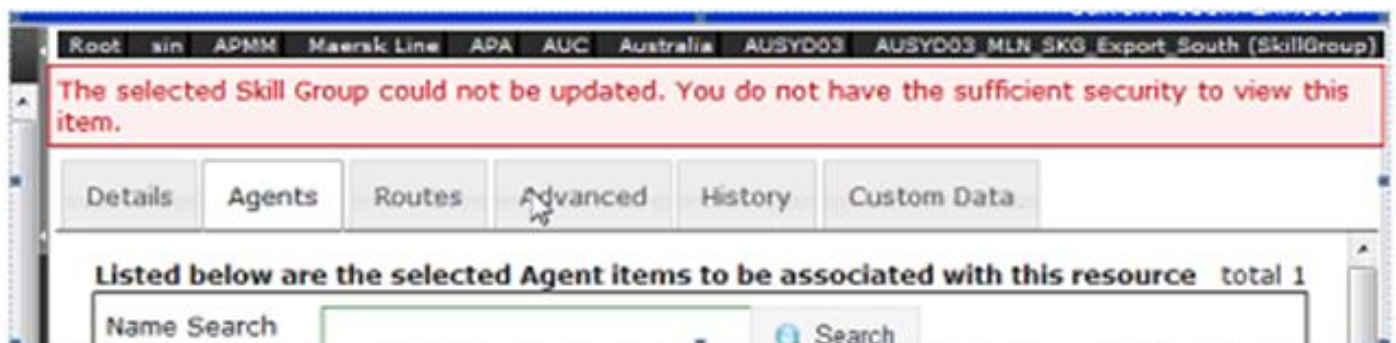 Root sin APMM Maersk Line APA AUC Australia AUSYD03 AUSYD03_MLN_SKG_Export_South (SkillGroup)
The selected Skill Group could not be updated. You do not have the sufficient security to view this
item.
Details Agents Routes Advanced History Custom Data
Listed below are the selected Agent items to be associated with this resource total 1
Name Search Search